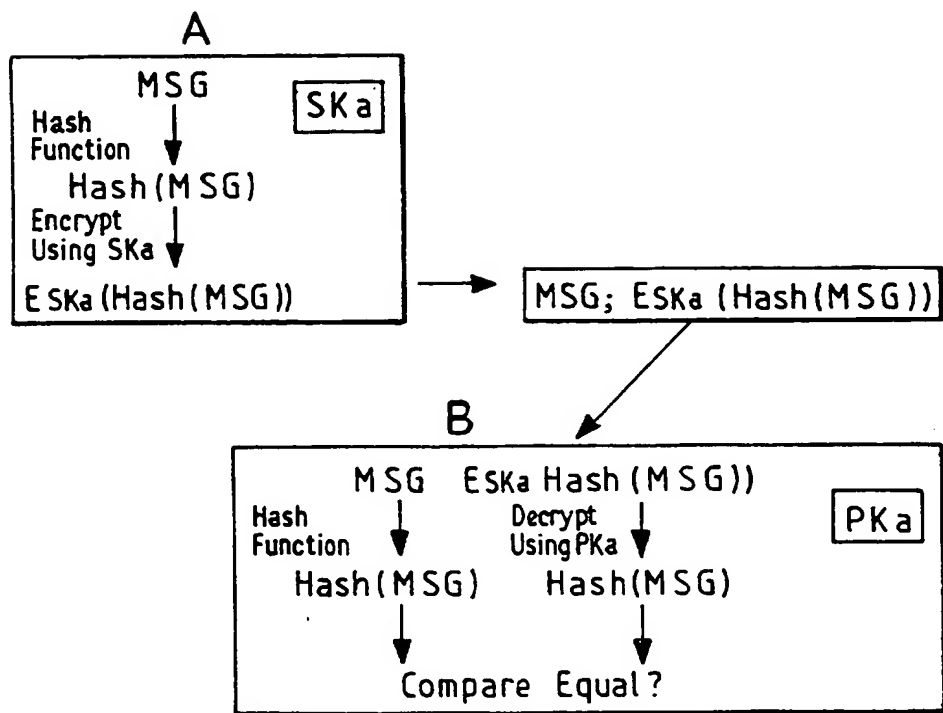 A
MSG
SKa
Hash
Function
Hash(MSG)
Encrypt
Using SKa
ESKa(Hash(MSG))
MSG; ESKa (Hash(MSG))
B
MSG ESKa Hash(MSG))
PKa
Hash
Function
Decrypt
Using PKa
Hash(MSG) Hash(MSG)
Compare Equal?